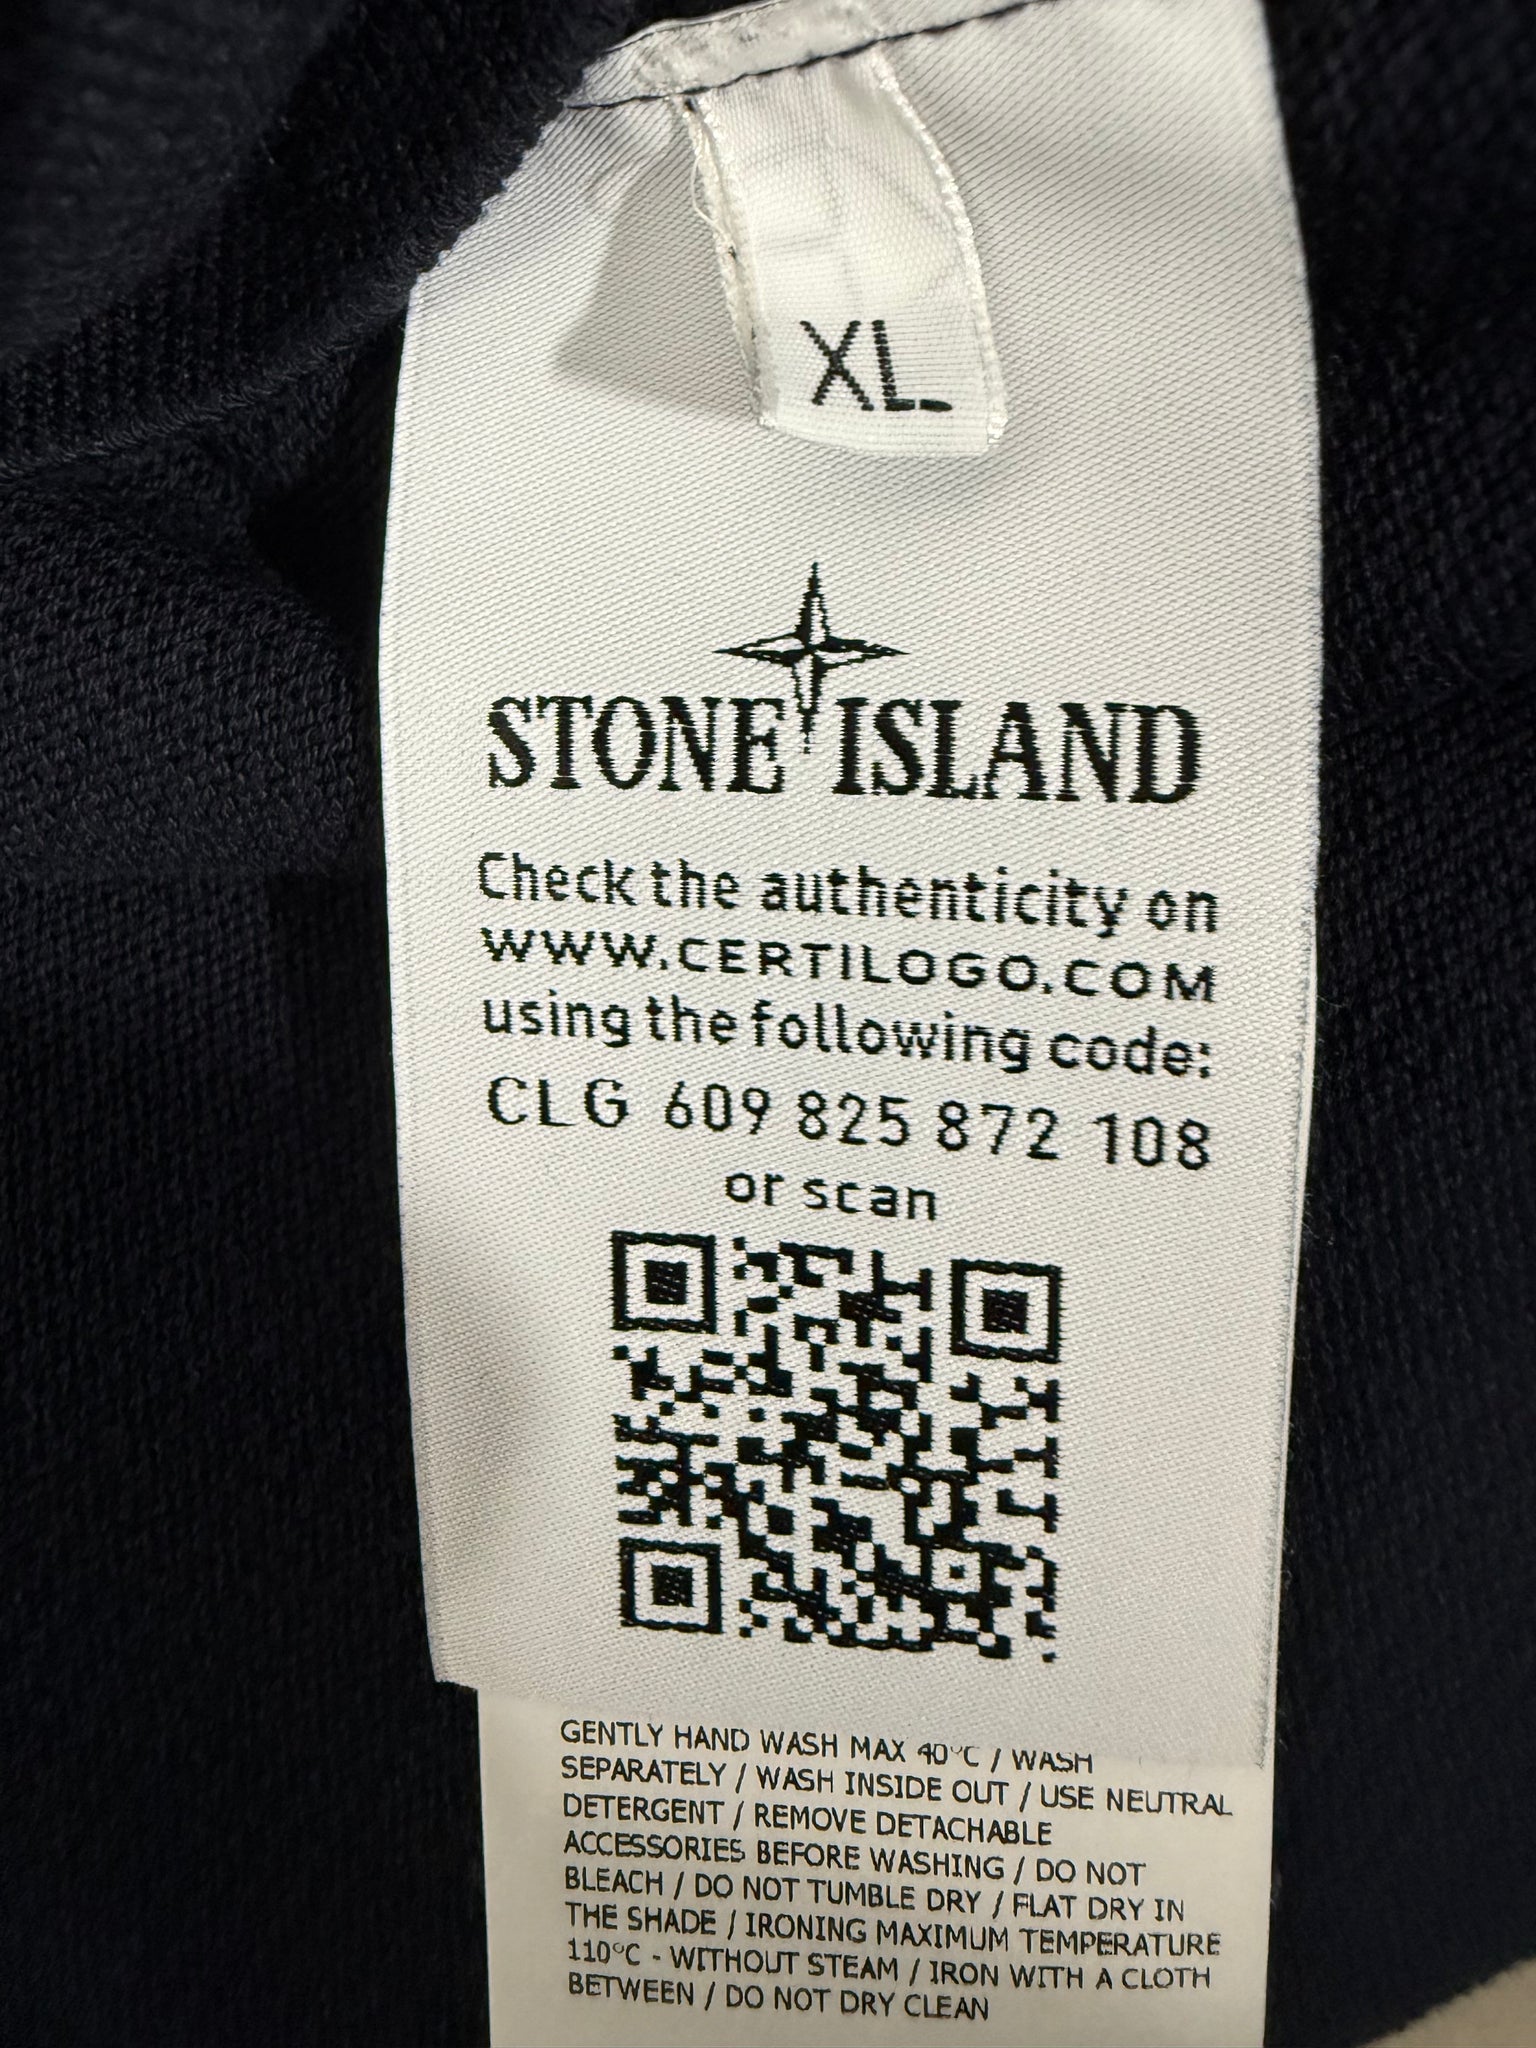 XL
STONE ISLAND
Check the authenticity on
WWW.CERTILOGO.COM
using the following code:
CLG 609 825 872 108
or scan
GENTLY HAND WASH MAX 40°C / WASH
SEPARATELY / WASH INSIDE OUT / USE NEUTRAL
DETERGENT / REMOVE DETACHABLE
ACCESSORIES BEFORE WASHING / DO NOT
BLEACH / DO NOT TUMBLE DRY / FLAT DRY IN
THE SHADE / IRONING MAXIMUM TEMPERATURE
110°C - WITHOUT STEAM / IRON WITH A CLOTH
BETWEEN / DO NOT DRY CLEAN